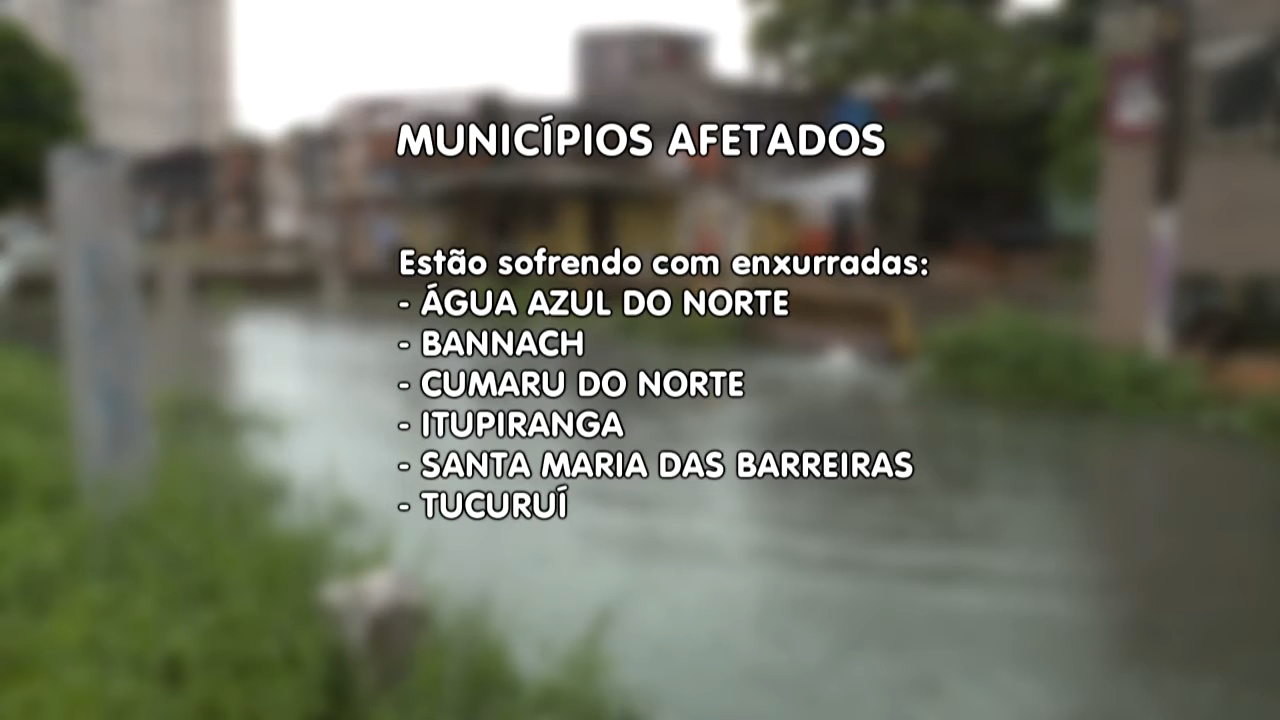 MUNICÍPIOS AFETADOS
Estão sofrendo com enxurradas:
- ÁGUA AZUL DO NORTE
- BANNACH
- CUMARU DO NORTE
- ITUPIRANGA
- SANTA MARIA DAS BARREIRAS
- TUCURUÍ